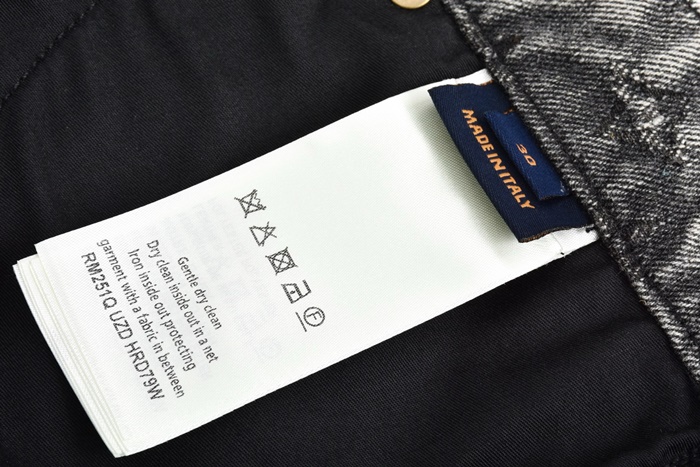 MADE IN ITALY
30
F
Gentle dry clean
Dry clean inside out in a net
Iron inside out protecting
garment with a fabric in between
RM251Q UZD HRD79W